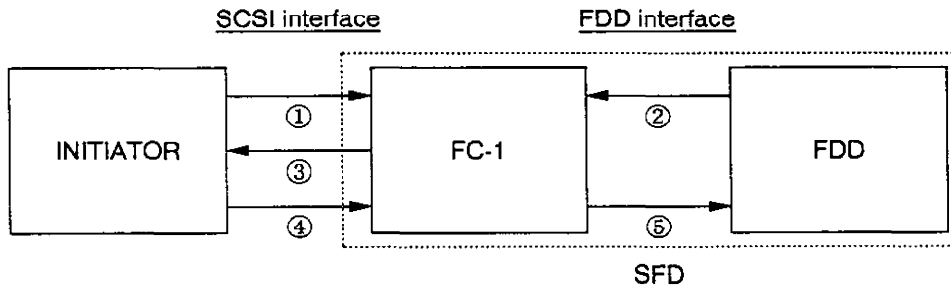 SCSI interface
FDD interface
①
②
INITIATOR
③
FC-1
FDD
④
⑤
SFD